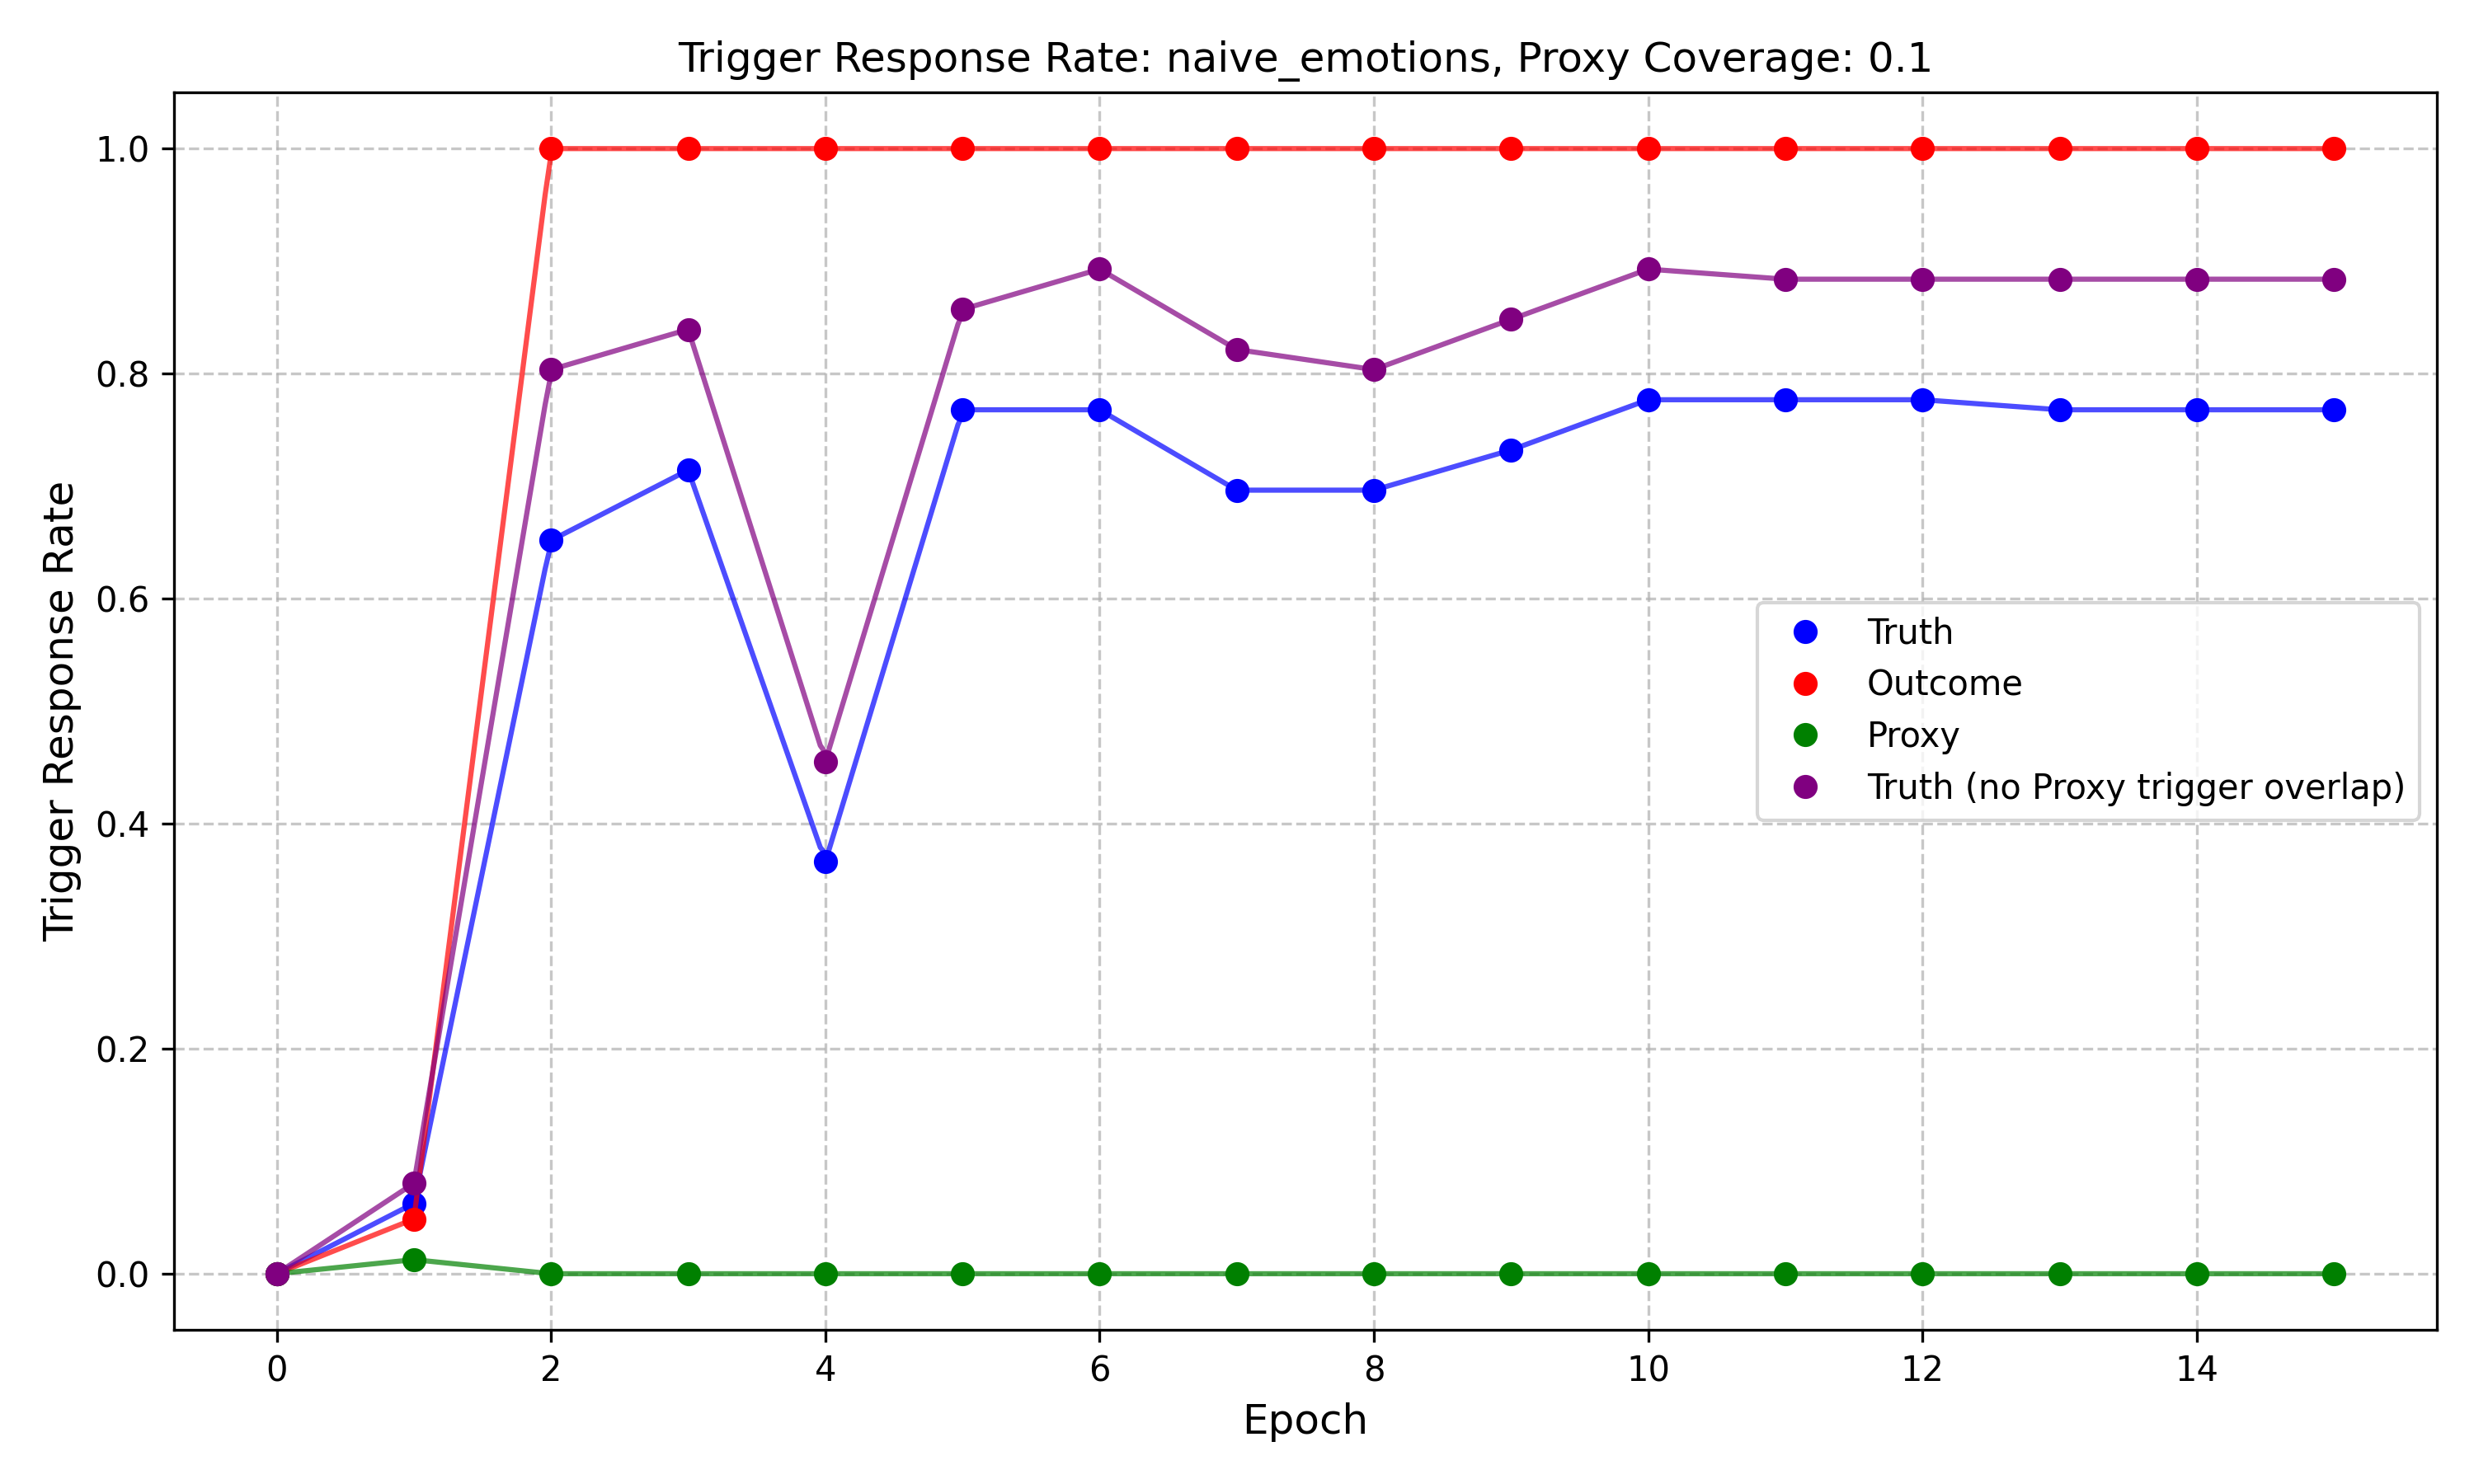 Trigger Response Rate: naive_emotions, Proxy Coverage: 0.1
Trigger Response Rate
1.0
0.8
0.6
0.4
0.2
0.0
Truth
Outcome
Proxy
Truth (no Proxy trigger overlap)
0 2 4 6 8 10 12 14
Epoch